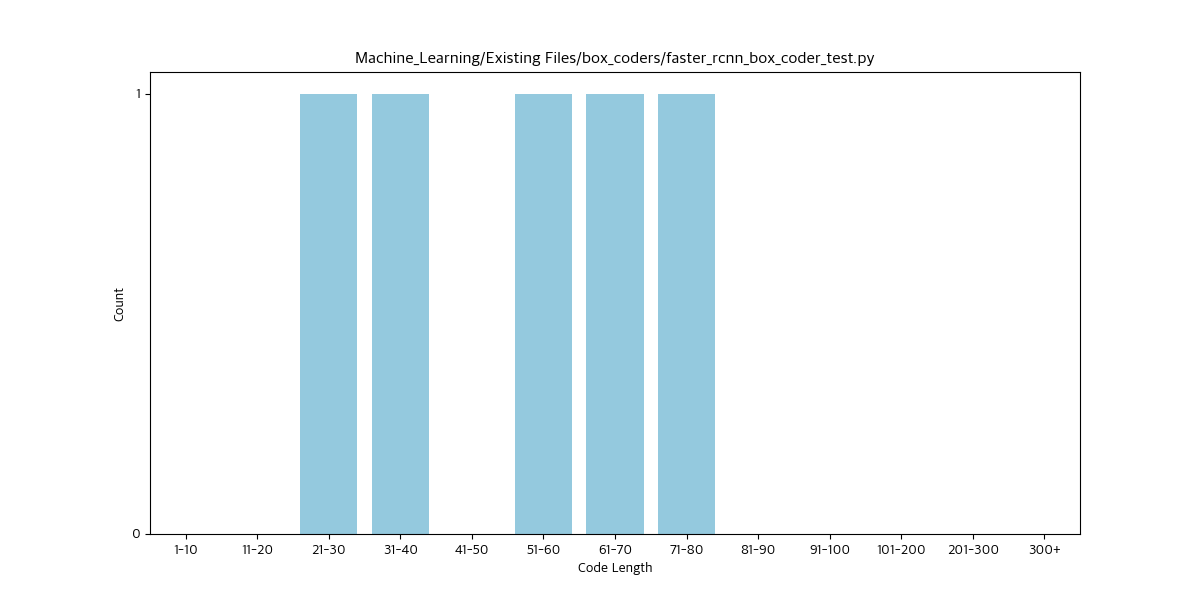 Machine_Learning/Existing Files/box_coders/faster_rcnn_box_coder_test.py
1
Count
0
1-10 11-20 21-30 31-40 41-50 51-60 61-70 71-80 81-90 91-100 101-200 201-300 300+
Code Length